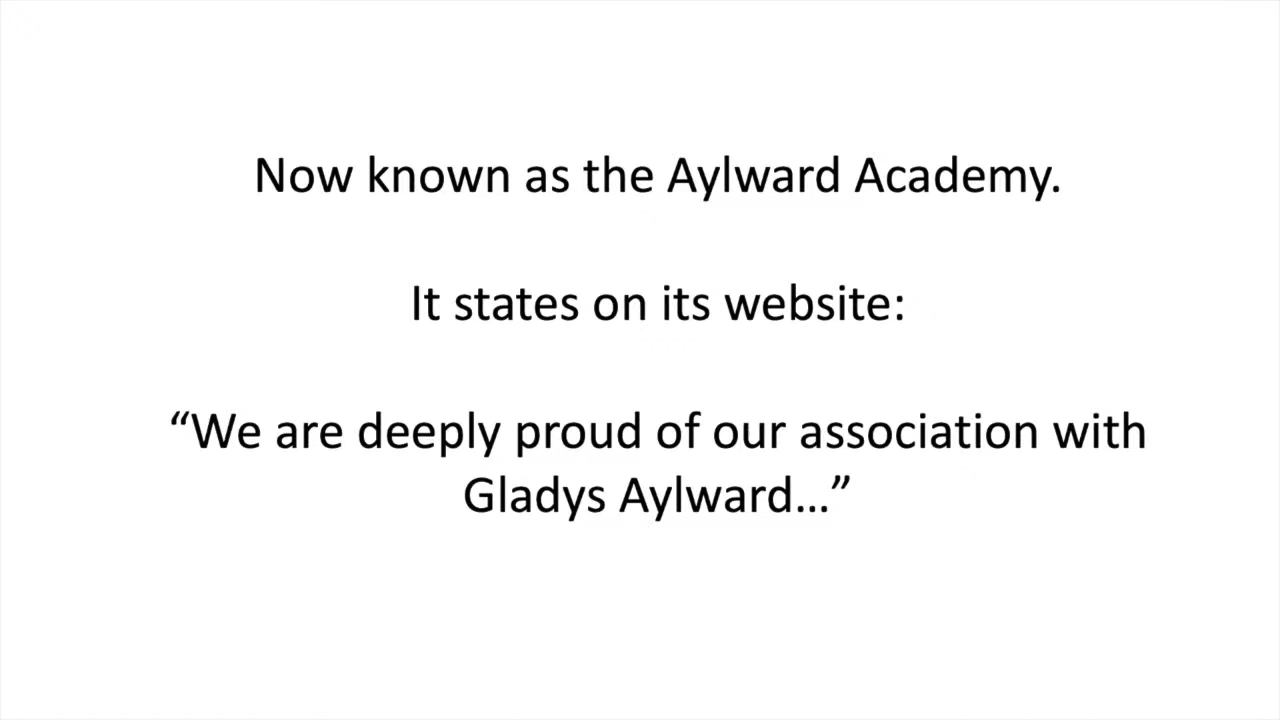 Now known as the Aylward Academy.
It states on its website:
“We are deeply proud of our association with
Gladys Aylward…”